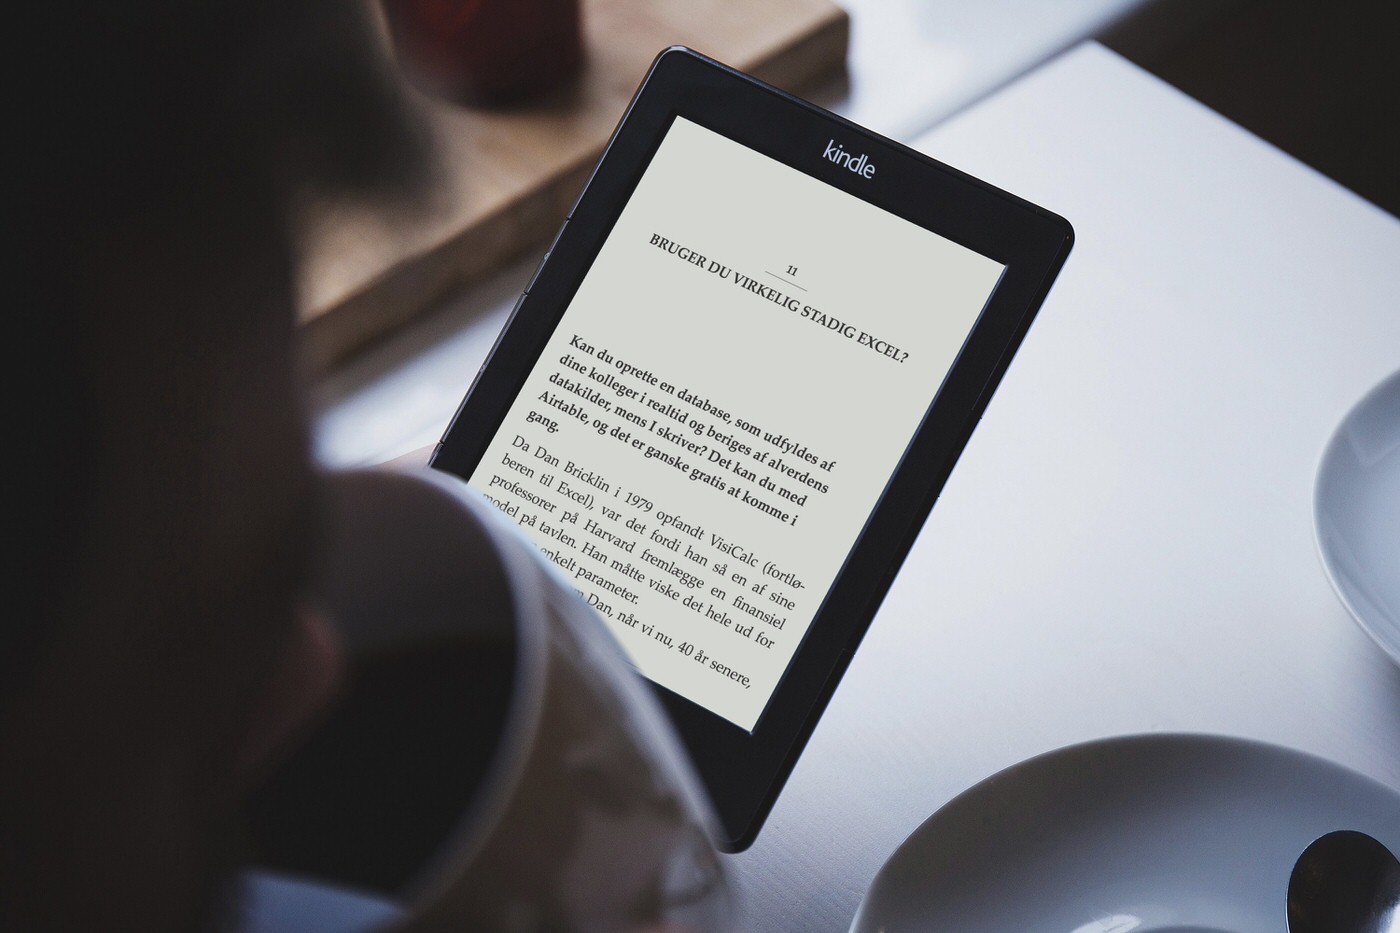 kindle
11
BRUGER DU VIRKELIG STADIG EXCEL?
Kan du oprette en database, som udfyldes af
dine kolleger i realtid og beriges af alverdens
datakilder, mens I skriver? Det kan du med
Airtable, og det er ganske gratis at komme i
gang.
Da Dan Bricklin i 1979 opfandt VisiCalc (fortlø-
beren til Excel), var det fordi han så en af sine
professorer på Harvard fremlægge en finansiel
model på tavlen. Han måtte viske det hele ud for
enkelt parameter.
Dan, når vi nu, 40 år senere,